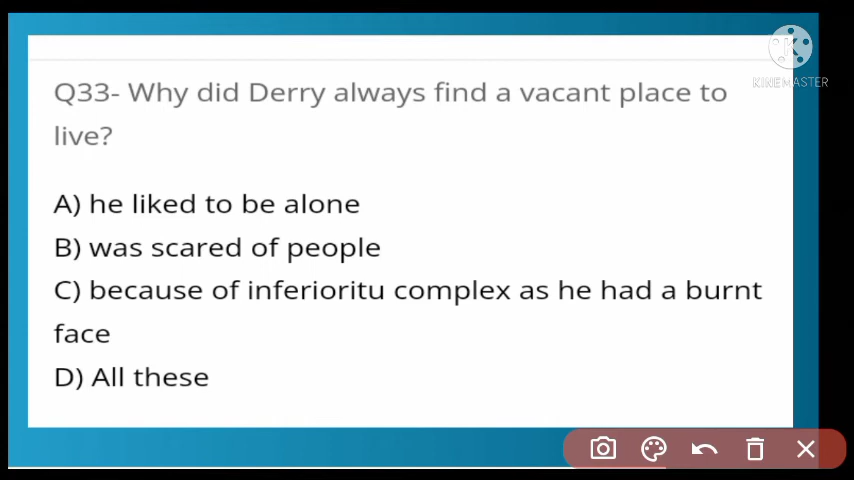 KINEMASTER
Q33- Why did Derry always find a vacant place to
live?
A) he liked to be alone
B) was scared of people
C) because of inferioritu complex as he had a burnt
face
D) All these